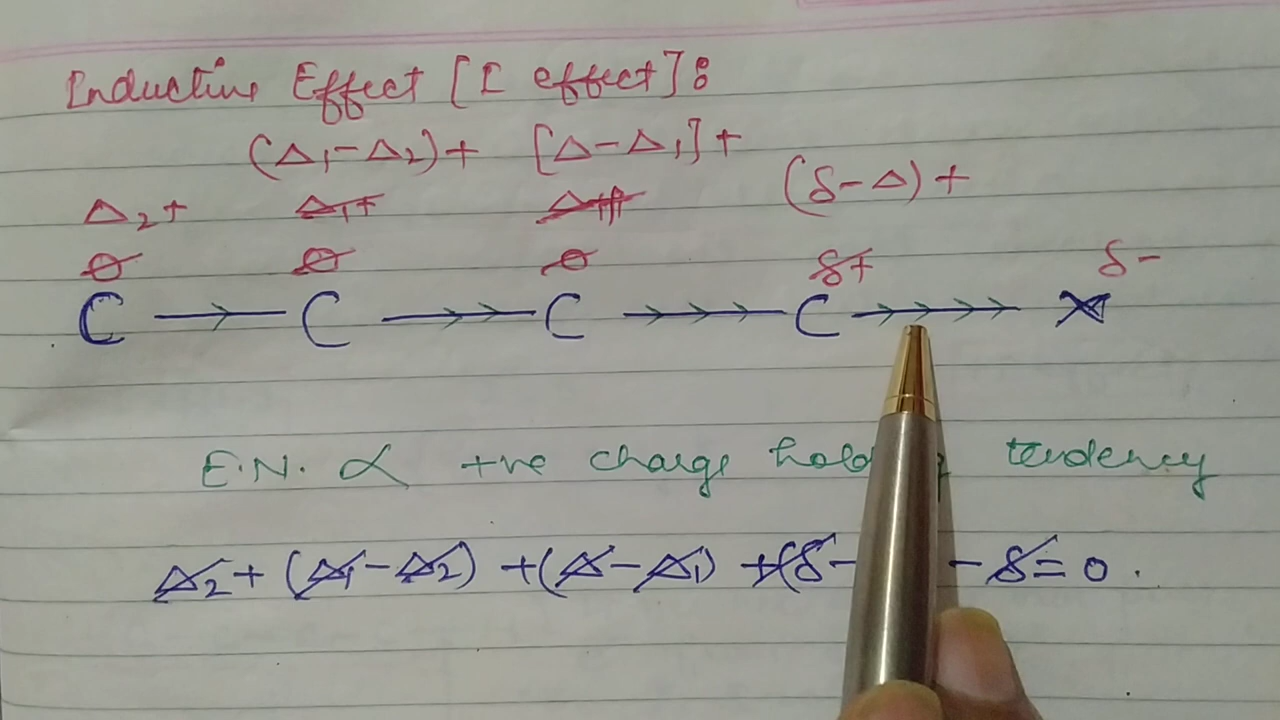 Inductive Effect [I effect]:
(Δ₁-Δ₂)+ [Δ-Δ₁]+
(δ-Δ)+
Δ₂+ Δ₁+
0 0 0 δ+ δ-
C C C C X
E.N. ∝ +ve charge tendency
Δ₂+(Δ₁-Δ₂)+(Δ-Δ₁)+(δ- -δ=0.